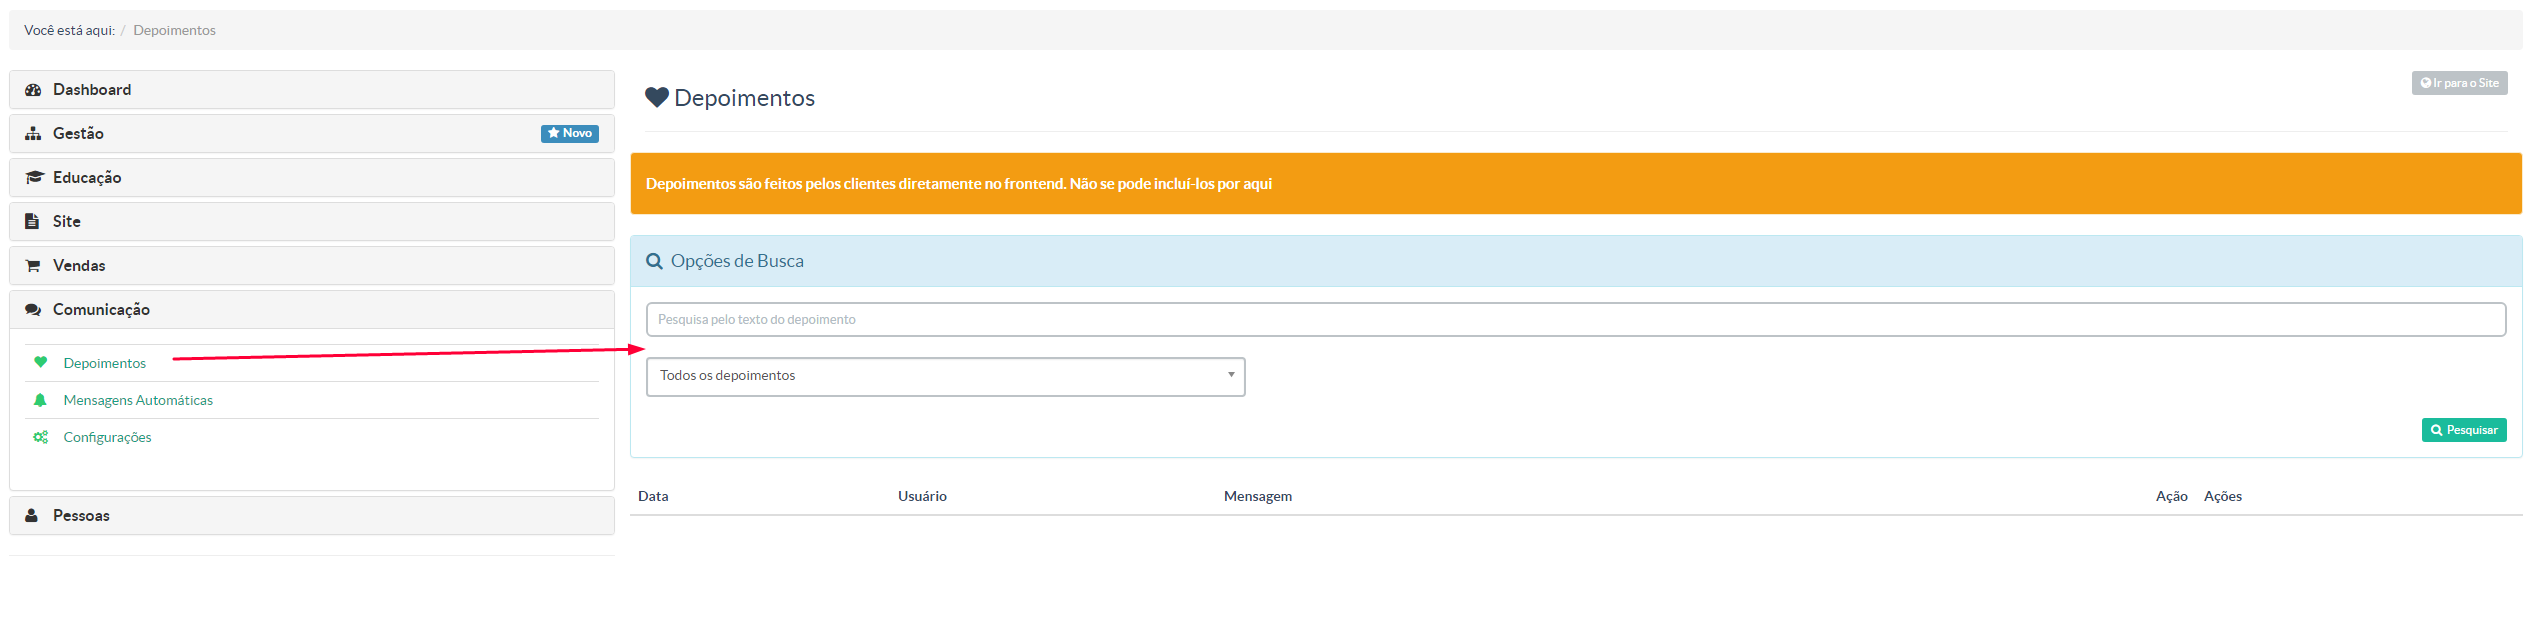 Você está aqui: / Depoimentos
Dashboard
Gestão
Novo
Educação
Site
Vendas
Comunicação
Depoimentos
Mensagens Automáticas
Configurações
Pessoas
Depoimentos
Ir para o Site
Depoimentos são feitos pelos clientes diretamente no frontend. Não se pode incluí-los por aqui
Opções de Busca
Pesquisa pelo texto do depoimento
Todos os depoimentos
Pesquisar
Data Usuário Mensagem Ação Ações